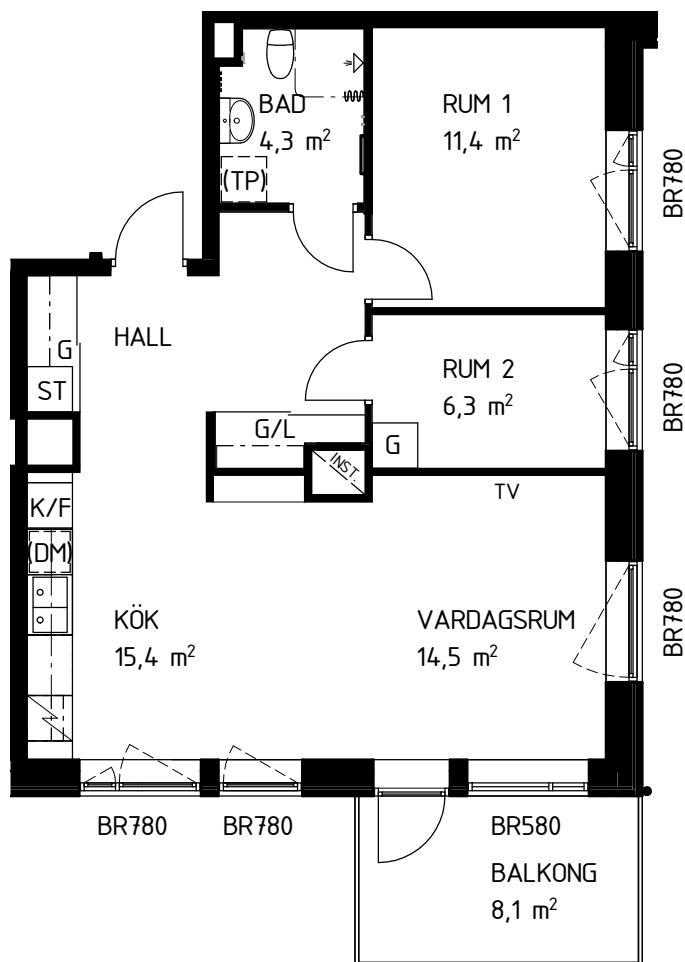 BAD
4,3 m²
(TP)
RUM 1
11,4 m²
BR780
HALL
G
ST
RUM 2
6,3 m²
BR780
G/L
G
INST.
TV
K/F
(DM)
KÖK
15,4 m²
VARDAGSRUM
14,5 m²
BR780
BR780
BR780
BR580
BALKONG
8,1 m²